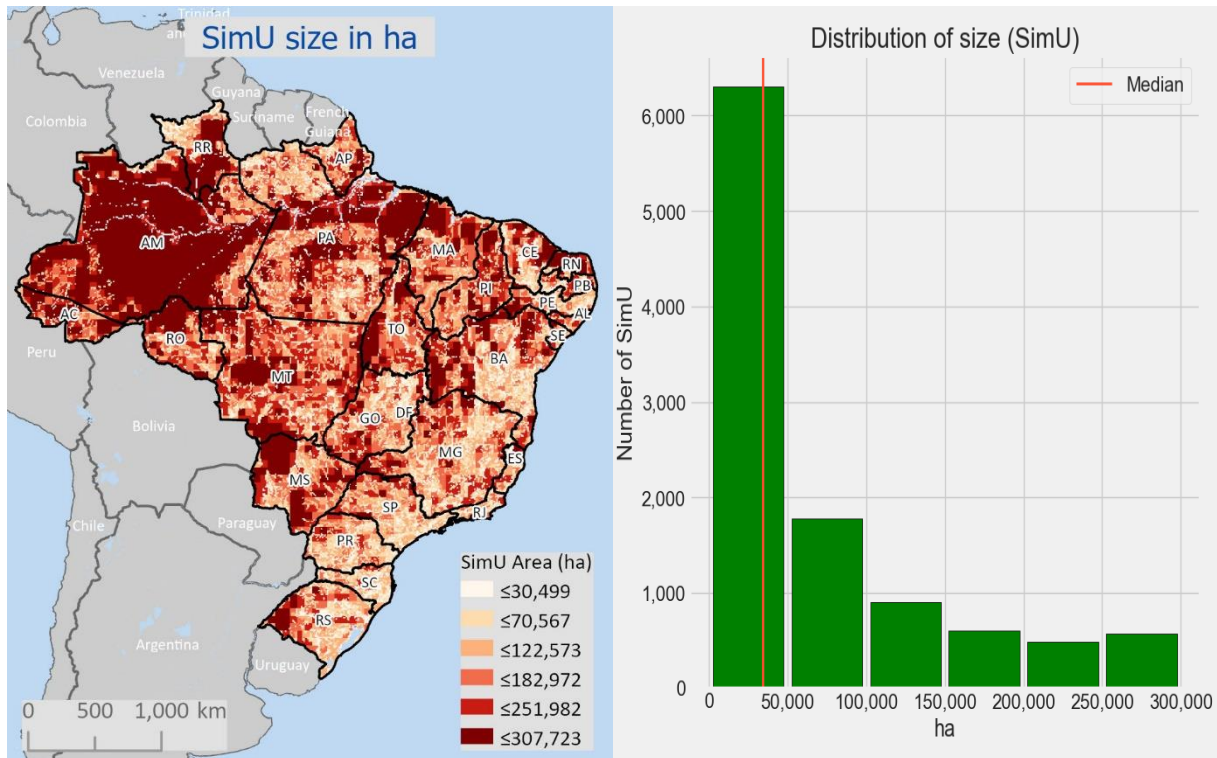 SimU size in ha
Trinidad
an
Venezuela
Guyana
Suriname
French
Guiana
Colombia
RR
AP
AM
PA
MA
CE
RN
PB
PI
PE
AL
SE
AC
RO
TO
BA
Peru
MT
GO
DF
Bolivia
MG
ES
MS
SP
RJ
Paraguay
Chile
PR
SC
RS
Argentina
Uruguay
0 500 1,000 km
SimU Area (ha)
≤30,499
≤70,567
≤122,573
≤182,972
≤251,982
≤307,723
Distribution of size (SimU)
Median
Number of SimU
6,000
5,000
4,000
3,000
2,000
1,000
0
0 50,000 100,000 150,000 200,000 250,000 300,000
ha